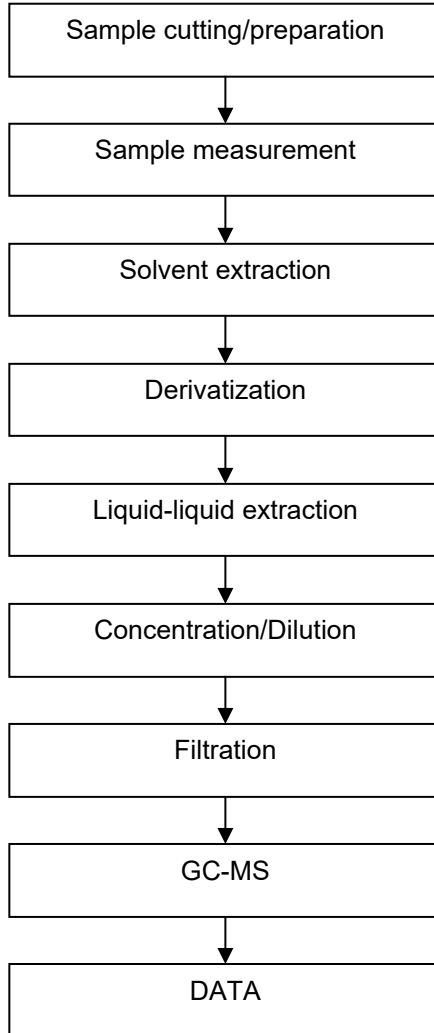 Sample cutting/preparation
Sample measurement
Solvent extraction
Derivatization
Liquid-liquid extraction
Concentration/Dilution
Filtration
GC-MS
DATA